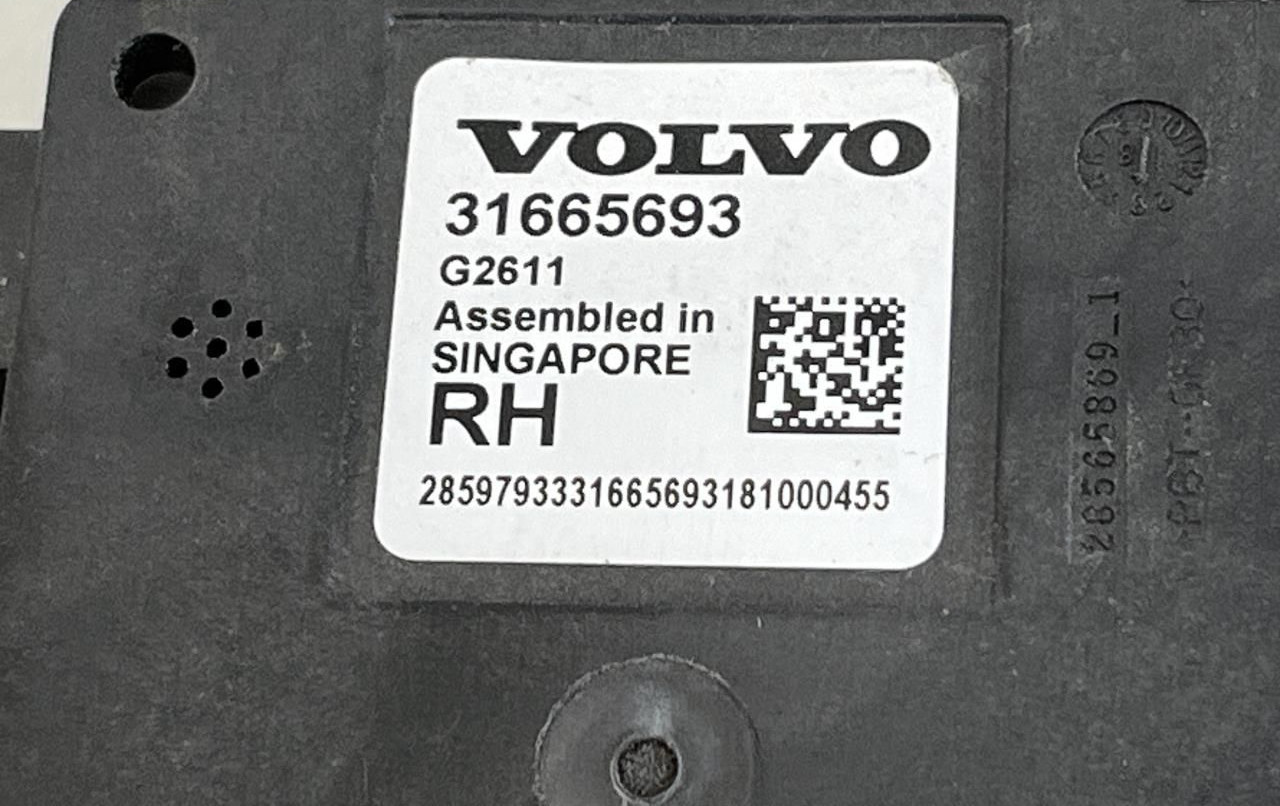 VOLVO
31665693
G2611
Assembled in
SINGAPORE
RH
2859793331665693181000455
28565869_1